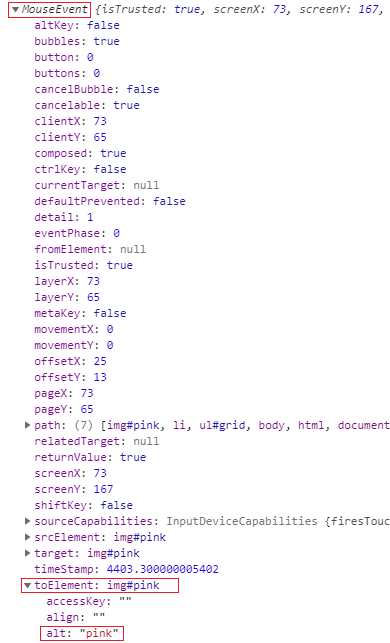 MouseEvent {isTrusted: true, screenX: 73, screenY: 167,
altKey: false
bubbles: true
button: 0
buttons: 0
cancelBubble: false
cancelable: true
clientX: 73
clientY: 65
composed: true
ctrlKey: false
currentTarget: null
defaultPrevented: false
detail: 1
eventPhase: 0
fromElement: null
isTrusted: true
layerX: 73
layerY: 65
metaKey: false
movementX: 0
movementY: 0
offsetX: 25
offsetY: 13
pageX: 73
pageY: 65
path: (7) [img#pink, li, ul#grid, body, html, document
relatedTarget: null
returnValue: true
screenX: 73
screenY: 167
shiftKey: false
sourceCapabilities: InputDeviceCapabilities {firesTouc
srcElement: img#pink
target: img#pink
timeStamp: 4403.300000005402
toElement: img#pink
accessKey: ""
align: ""
alt: "pink"